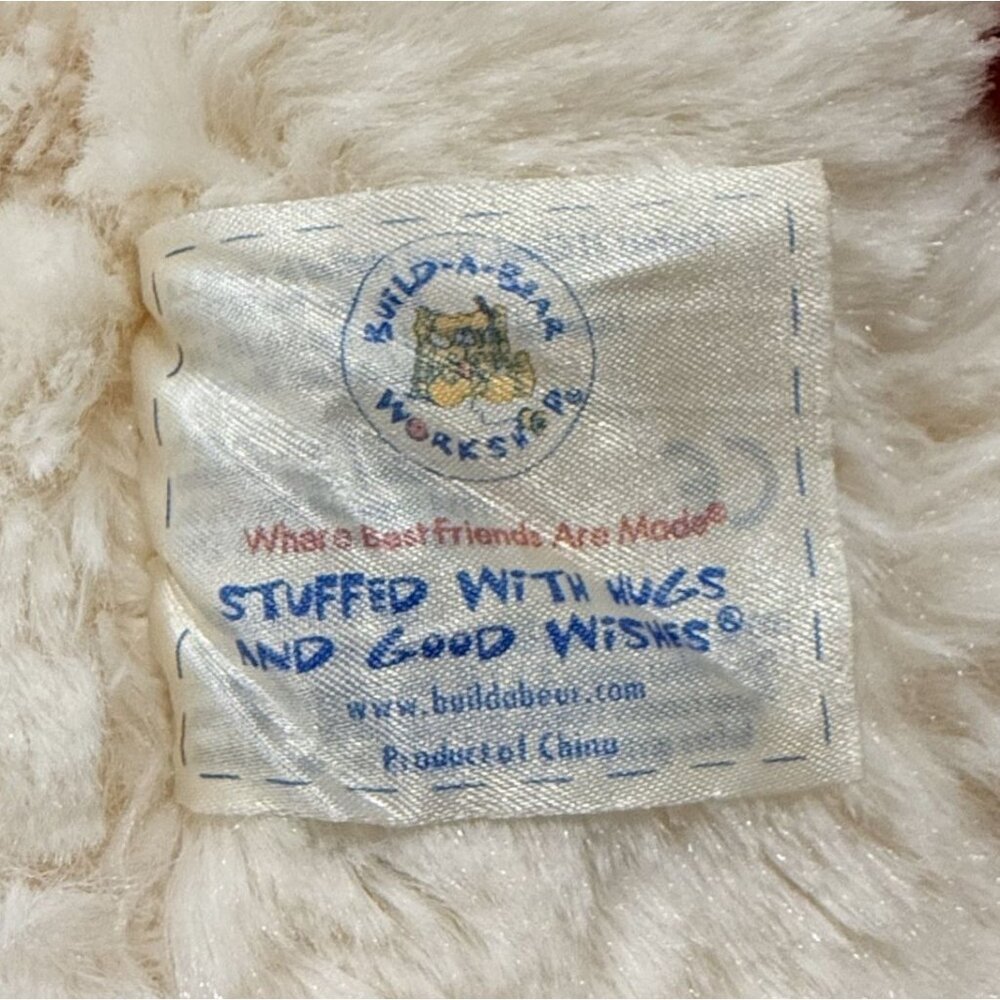 BUILD-A-BEAR
WORKSHOP®
Where Best Friends Are Made®
STUFFED WITH HUGS
AND GOOD WISHES®
www.buildabear.com
Product of China